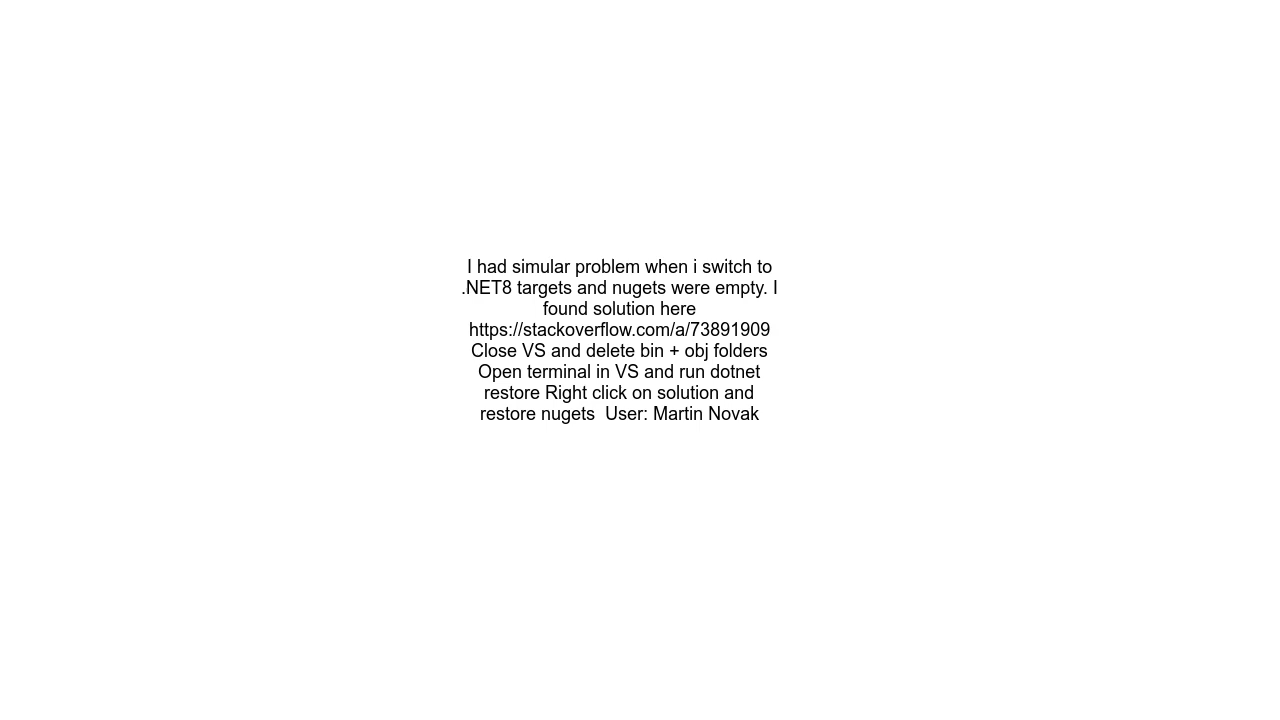 I had simular problem when i switch to
.NET8 targets and nugets were empty. I
found solution here
https://stackoverflow.com/a/73891909
Close VS and delete bin + obj folders
Open terminal in VS and run dotnet
restore Right click on solution and
restore nugets  User: Martin Novak